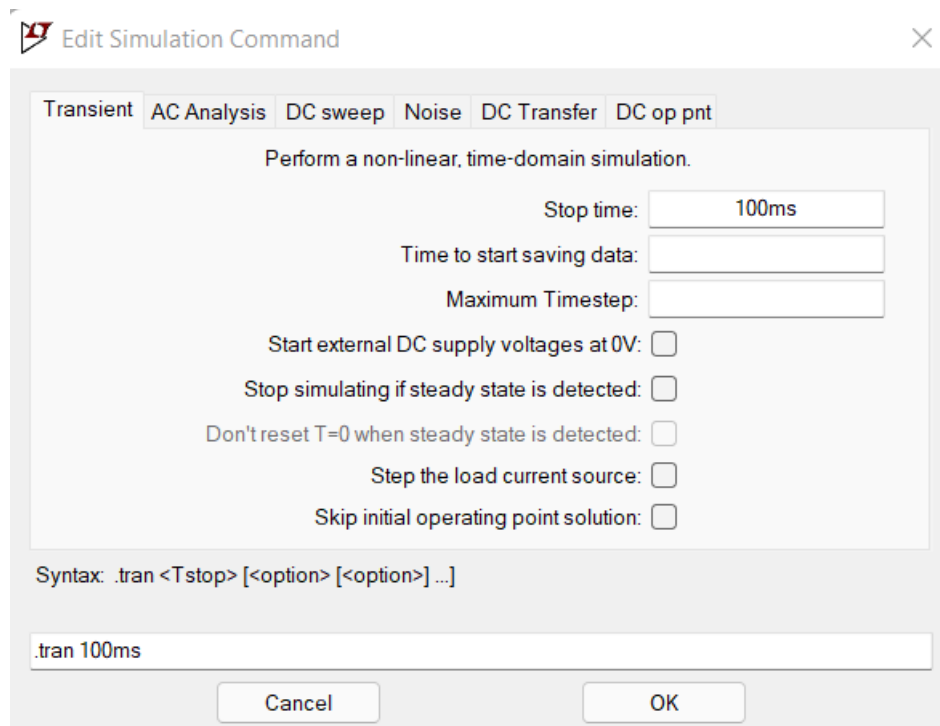 Edit Simulation Command
Transient AC Analysis DC sweep Noise DC Transfer DC op pnt
Perform a non-linear, time-domain simulation.
Stop time: 100ms
Time to start saving data:
Maximum Timestep:
Start external DC supply voltages at 0V:
Stop simulating if steady state is detected:
Don't reset T=0 when steady state is detected:
Step the load current source:
Skip initial operating point solution:
Syntax: .tran <Tstop> [<option> [<option>] ...]
.tran 100ms
Cancel OK